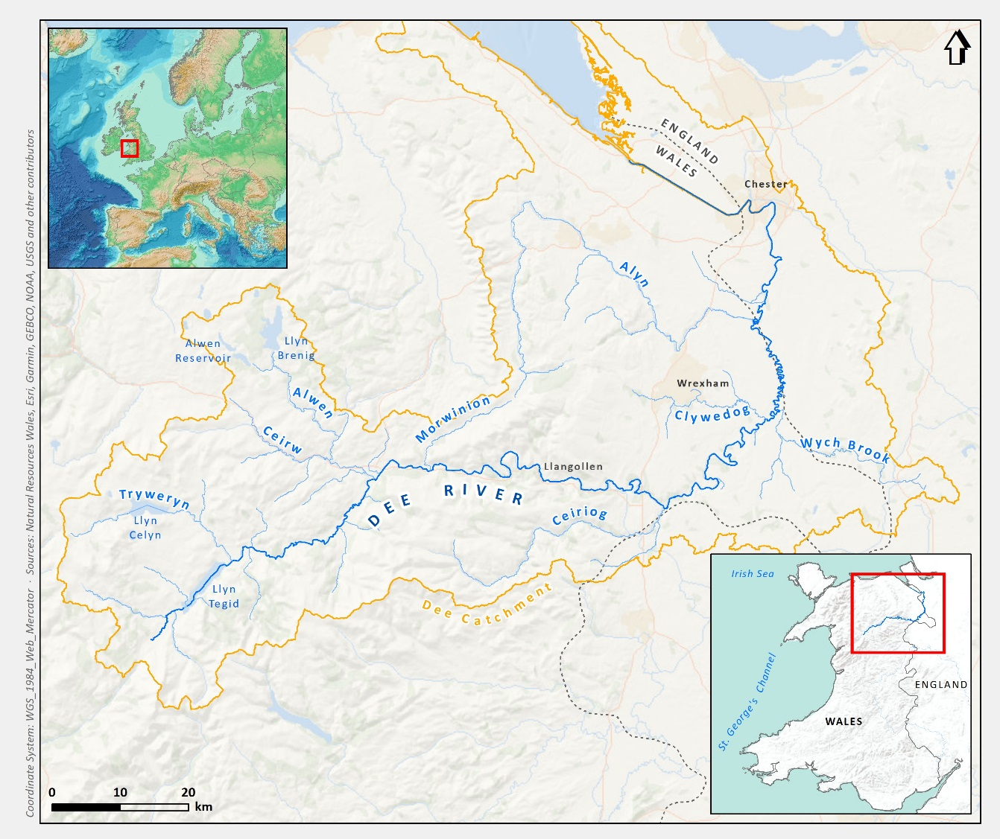 ENGLAND
WALES
Chester
Alyn
Alwen
Reservoir
Llyn
Brenig
Alwen
Wrexham
Morwinion
Clywedog
Ceirw
Wych Brook
Llangollen
DEE RIVER
Tryweryn
Llyn
Celyn
Ceiriog
Llyn
Tegid
Dee Catchment
Irish Sea
St. George's Channel
ENGLAND
WALES
0 10 20
km
Coordinate System: WGS_1984_Web_Mercator · Sources: Natural Resources Wales, Esri, Garmin, GEBCO, NOAA, USGS and other contributors